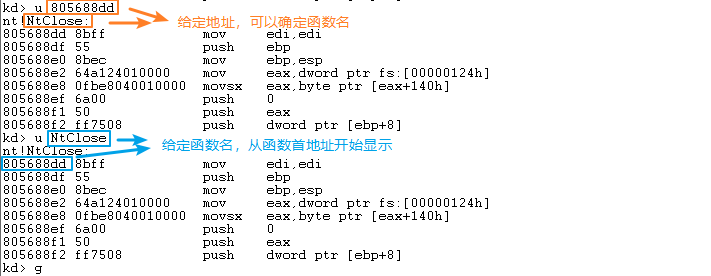 kd> u 805688dd
nt!NtClose: 给定地址，可以确定函数名
805688dd 8bff mov edi,edi
805688df 55 push ebp
805688e0 8bec mov ebp,esp
805688e2 64a124010000 mov eax,dword ptr fs:[00000124h]
805688e8 0fbe8040010000 movsx eax,byte ptr [eax+140h]
805688ef 6a00 push 0
805688f1 50 push eax
805688f2 ff7508 push dword ptr [ebp+8]
kd> u NtClose
nt!NtClose: 给定函数名，从函数首地址开始显示
805688dd 8bff mov edi,edi
805688df 55 push ebp
805688e0 8bec mov ebp,esp
805688e2 64a124010000 mov eax,dword ptr fs:[00000124h]
805688e8 0fbe8040010000 movsx eax,byte ptr [eax+140h]
805688ef 6a00 push 0
805688f1 50 push eax
805688f2 ff7508 push dword ptr [ebp+8]
kd> g